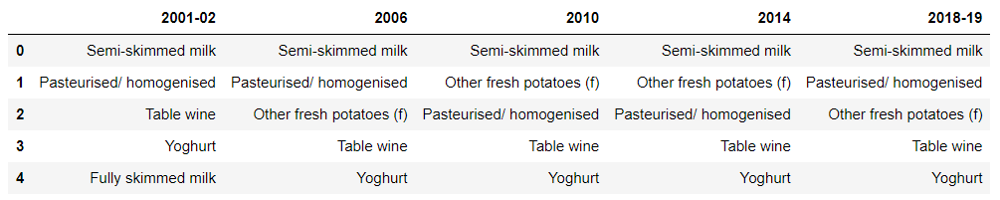 2001-02 2006 2010 2014 2018-19
0 Semi-skimmed milk Semi-skimmed milk Semi-skimmed milk Semi-skimmed milk Semi-skimmed milk
1 Pasteurised/ homogenised Pasteurised/ homogenised Other fresh potatoes (f) Other fresh potatoes (f) Pasteurised/ homogenised
2 Table wine Other fresh potatoes (f) Pasteurised/ homogenised Pasteurised/ homogenised Other fresh potatoes (f)
3 Yoghurt Table wine Table wine Table wine Table wine
4 Fully skimmed milk Yoghurt Yoghurt Yoghurt Yoghurt